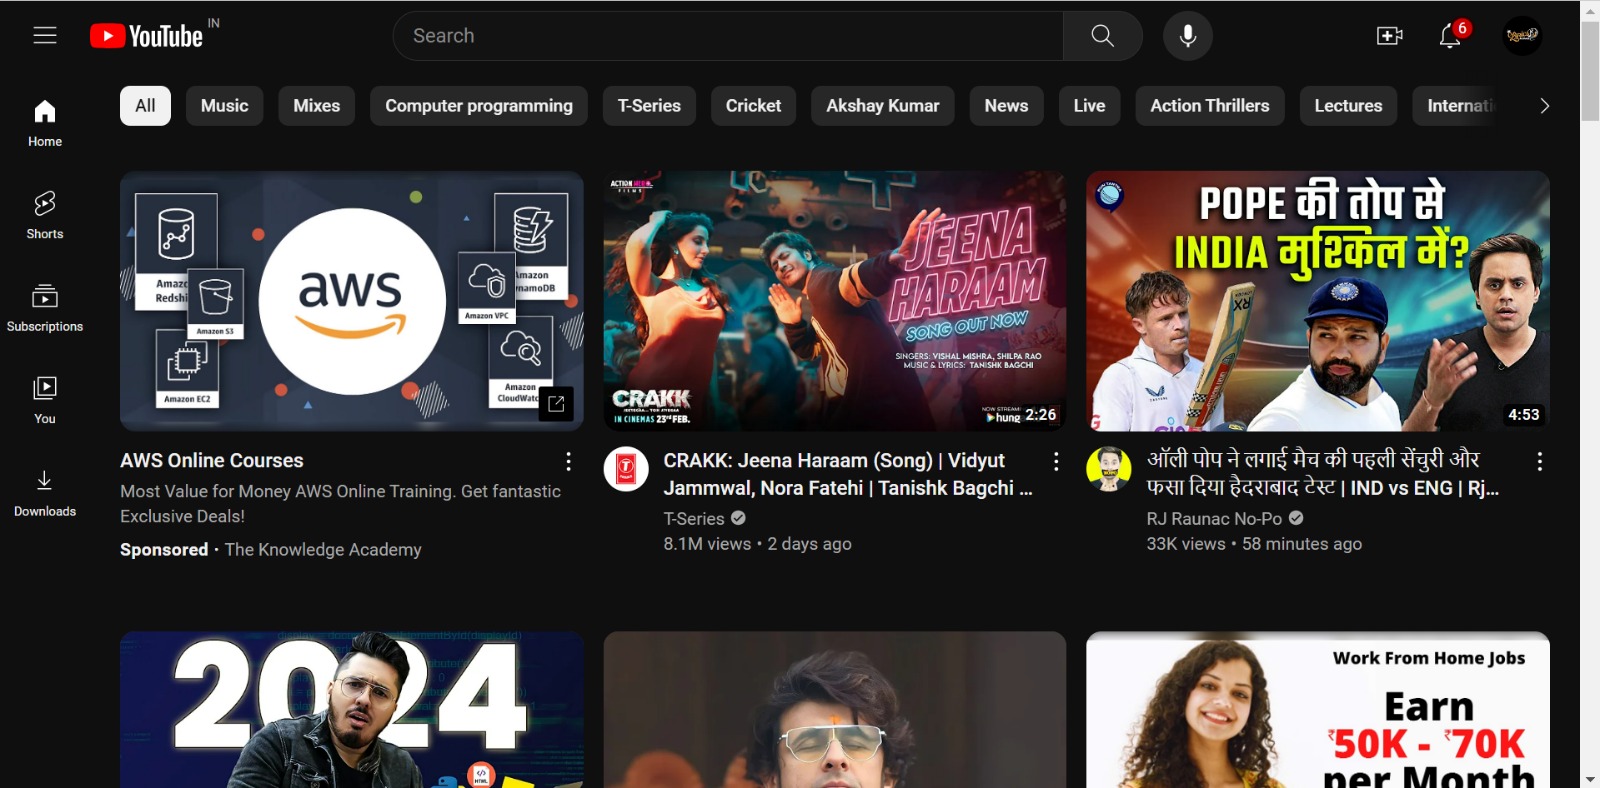 YouTube IN
Search
6
All
Music
Mixes
Computer programming
T-Series
Cricket
Akshay Kumar
News
Live
Action Thrillers
Lectures
Internati
Home
Shorts
Subscriptions
You
Downloads
aws
Amazon S3
Amazon EC2
Amazon VPC
Amazon
CloudWatc
ACTION HERO
FILMS
JEENA
HARAAM
SONG OUT NOW
SINGERS: VISHAL MISHRA, SHILPA RAO
MUSIC & LYRICS: TANISHK BAGCHI
CRAKK
IN CINEMAS 23RD FEB.
hung
2:26
POPE की तोप से
INDIA मुश्किल में?
4:53
AWS Online Courses
Most Value for Money AWS Online Training. Get fantastic
Exclusive Deals!
Sponsored · The Knowledge Academy
CRAKK: Jeena Haraam (Song) | Vidyut
Jammwal, Nora Fatehi | Tanishk Bagchi ...
T-Series
8.1M views • 2 days ago
ऑली पोप ने लगाई मैच की पहली सेंचुरी और
फसा दिया हैदराबाद टेस्ट | IND vs ENG | Rj...
RJ Raunac No-Po
33K views • 58 minutes ago
2024
HTML
Work From Home Jobs
Earn
₹50K - ₹70K
per Month